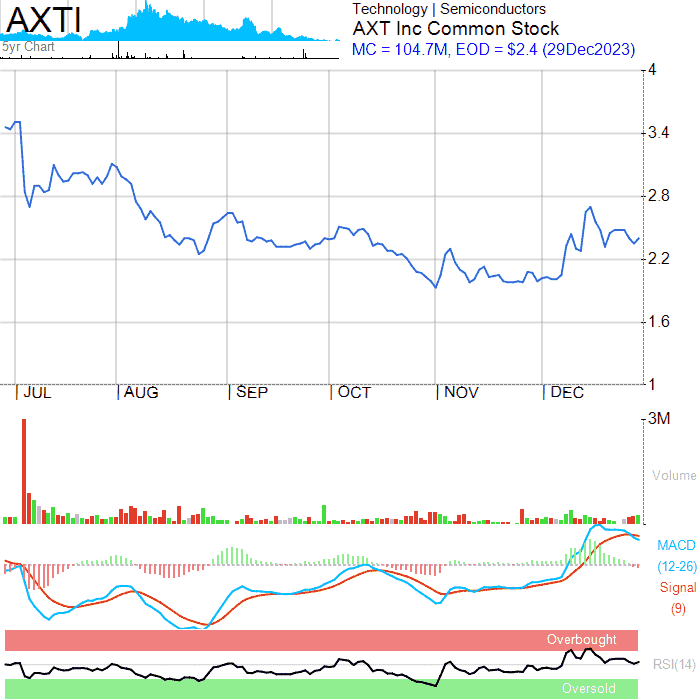 AXTI
5yr Chart
Technology | Semiconductors
AXT Inc Common Stock
MC = 104.7M, EOD = $2.4 (29Dec2023)
4
3.4
2.8
2.2
1.6
1
| JUL | AUG | SEP | OCT | NOV | DEC
3M
Volume
MACD
(12-26)
Signal
(9)
Overbought
RSI(14)
Oversold